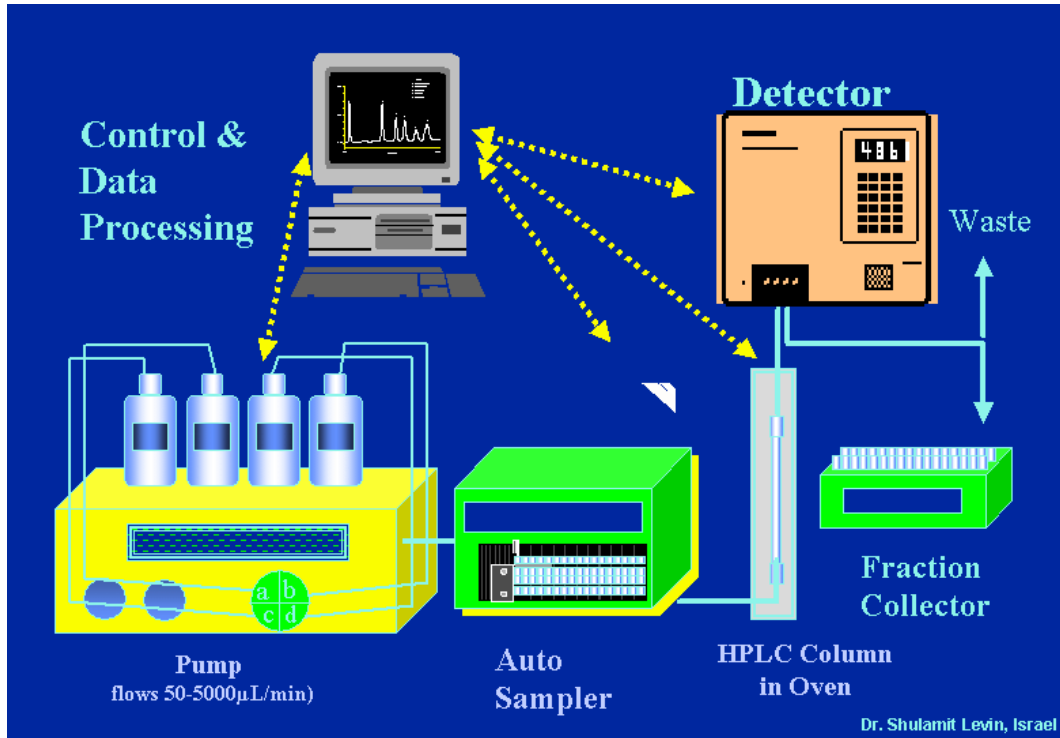 Control &
Data
Processing
Detector
486
Waste
a b
c d
Pump
flows 50-5000µL/min)
Auto
Sampler
HPLC Column
in Oven
Fraction
Collector
Dr. Shulamit Levin, Israel